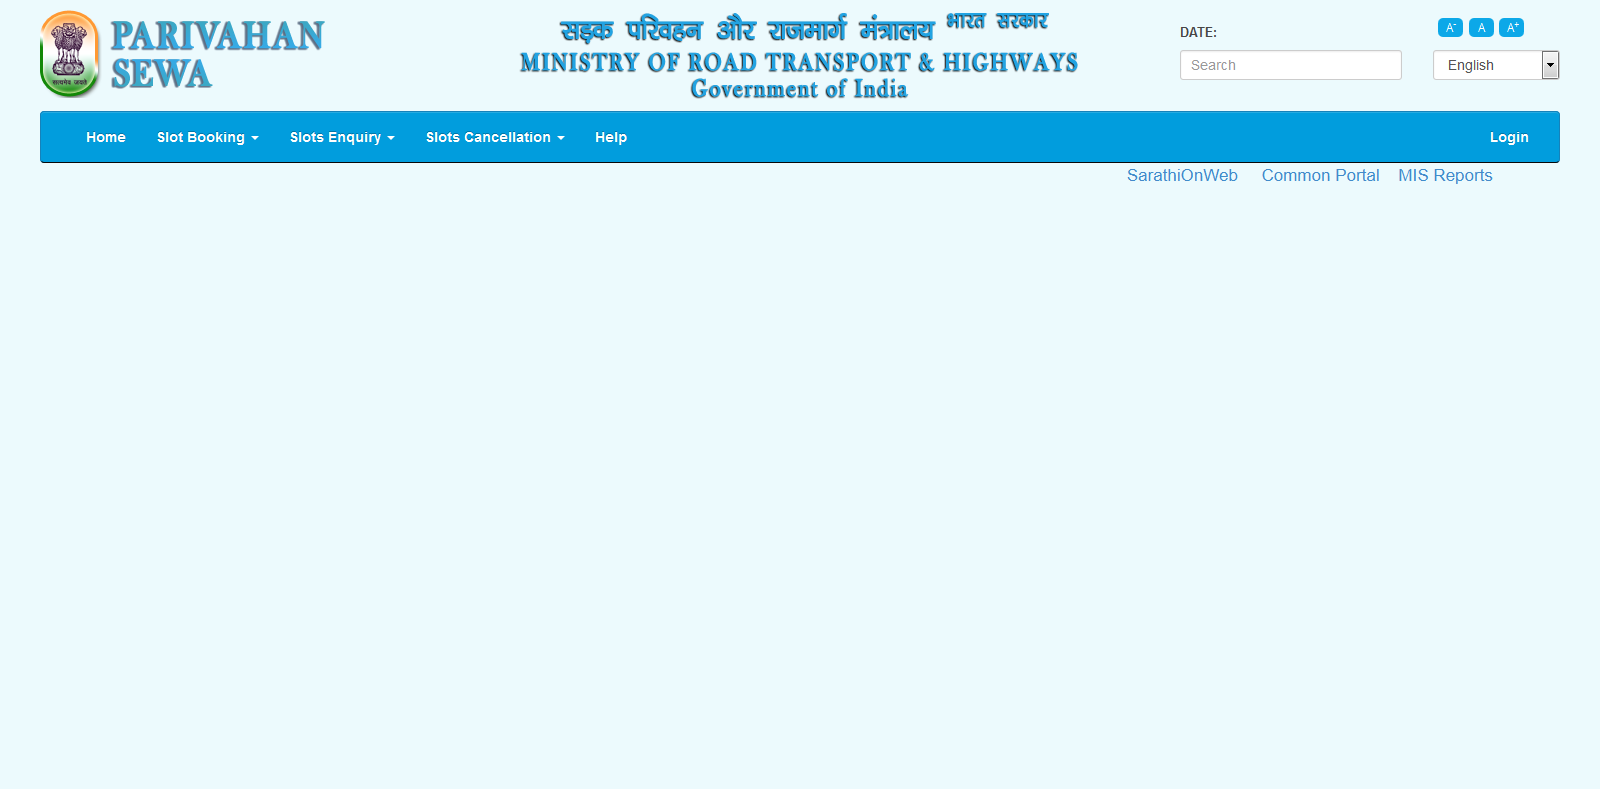 PARIVAHAN
SEWA
सत्यमेव जयते
सड़क परिवहन और राजमार्ग मंत्रालय भारत सरकार
MINISTRY OF ROAD TRANSPORT & HIGHWAYS
Government of India
DATE:
A- A A+
Search
English
Home Slot Booking Slots Enquiry Slots Cancellation Help Login
SarathiOnWeb Common Portal MIS Reports